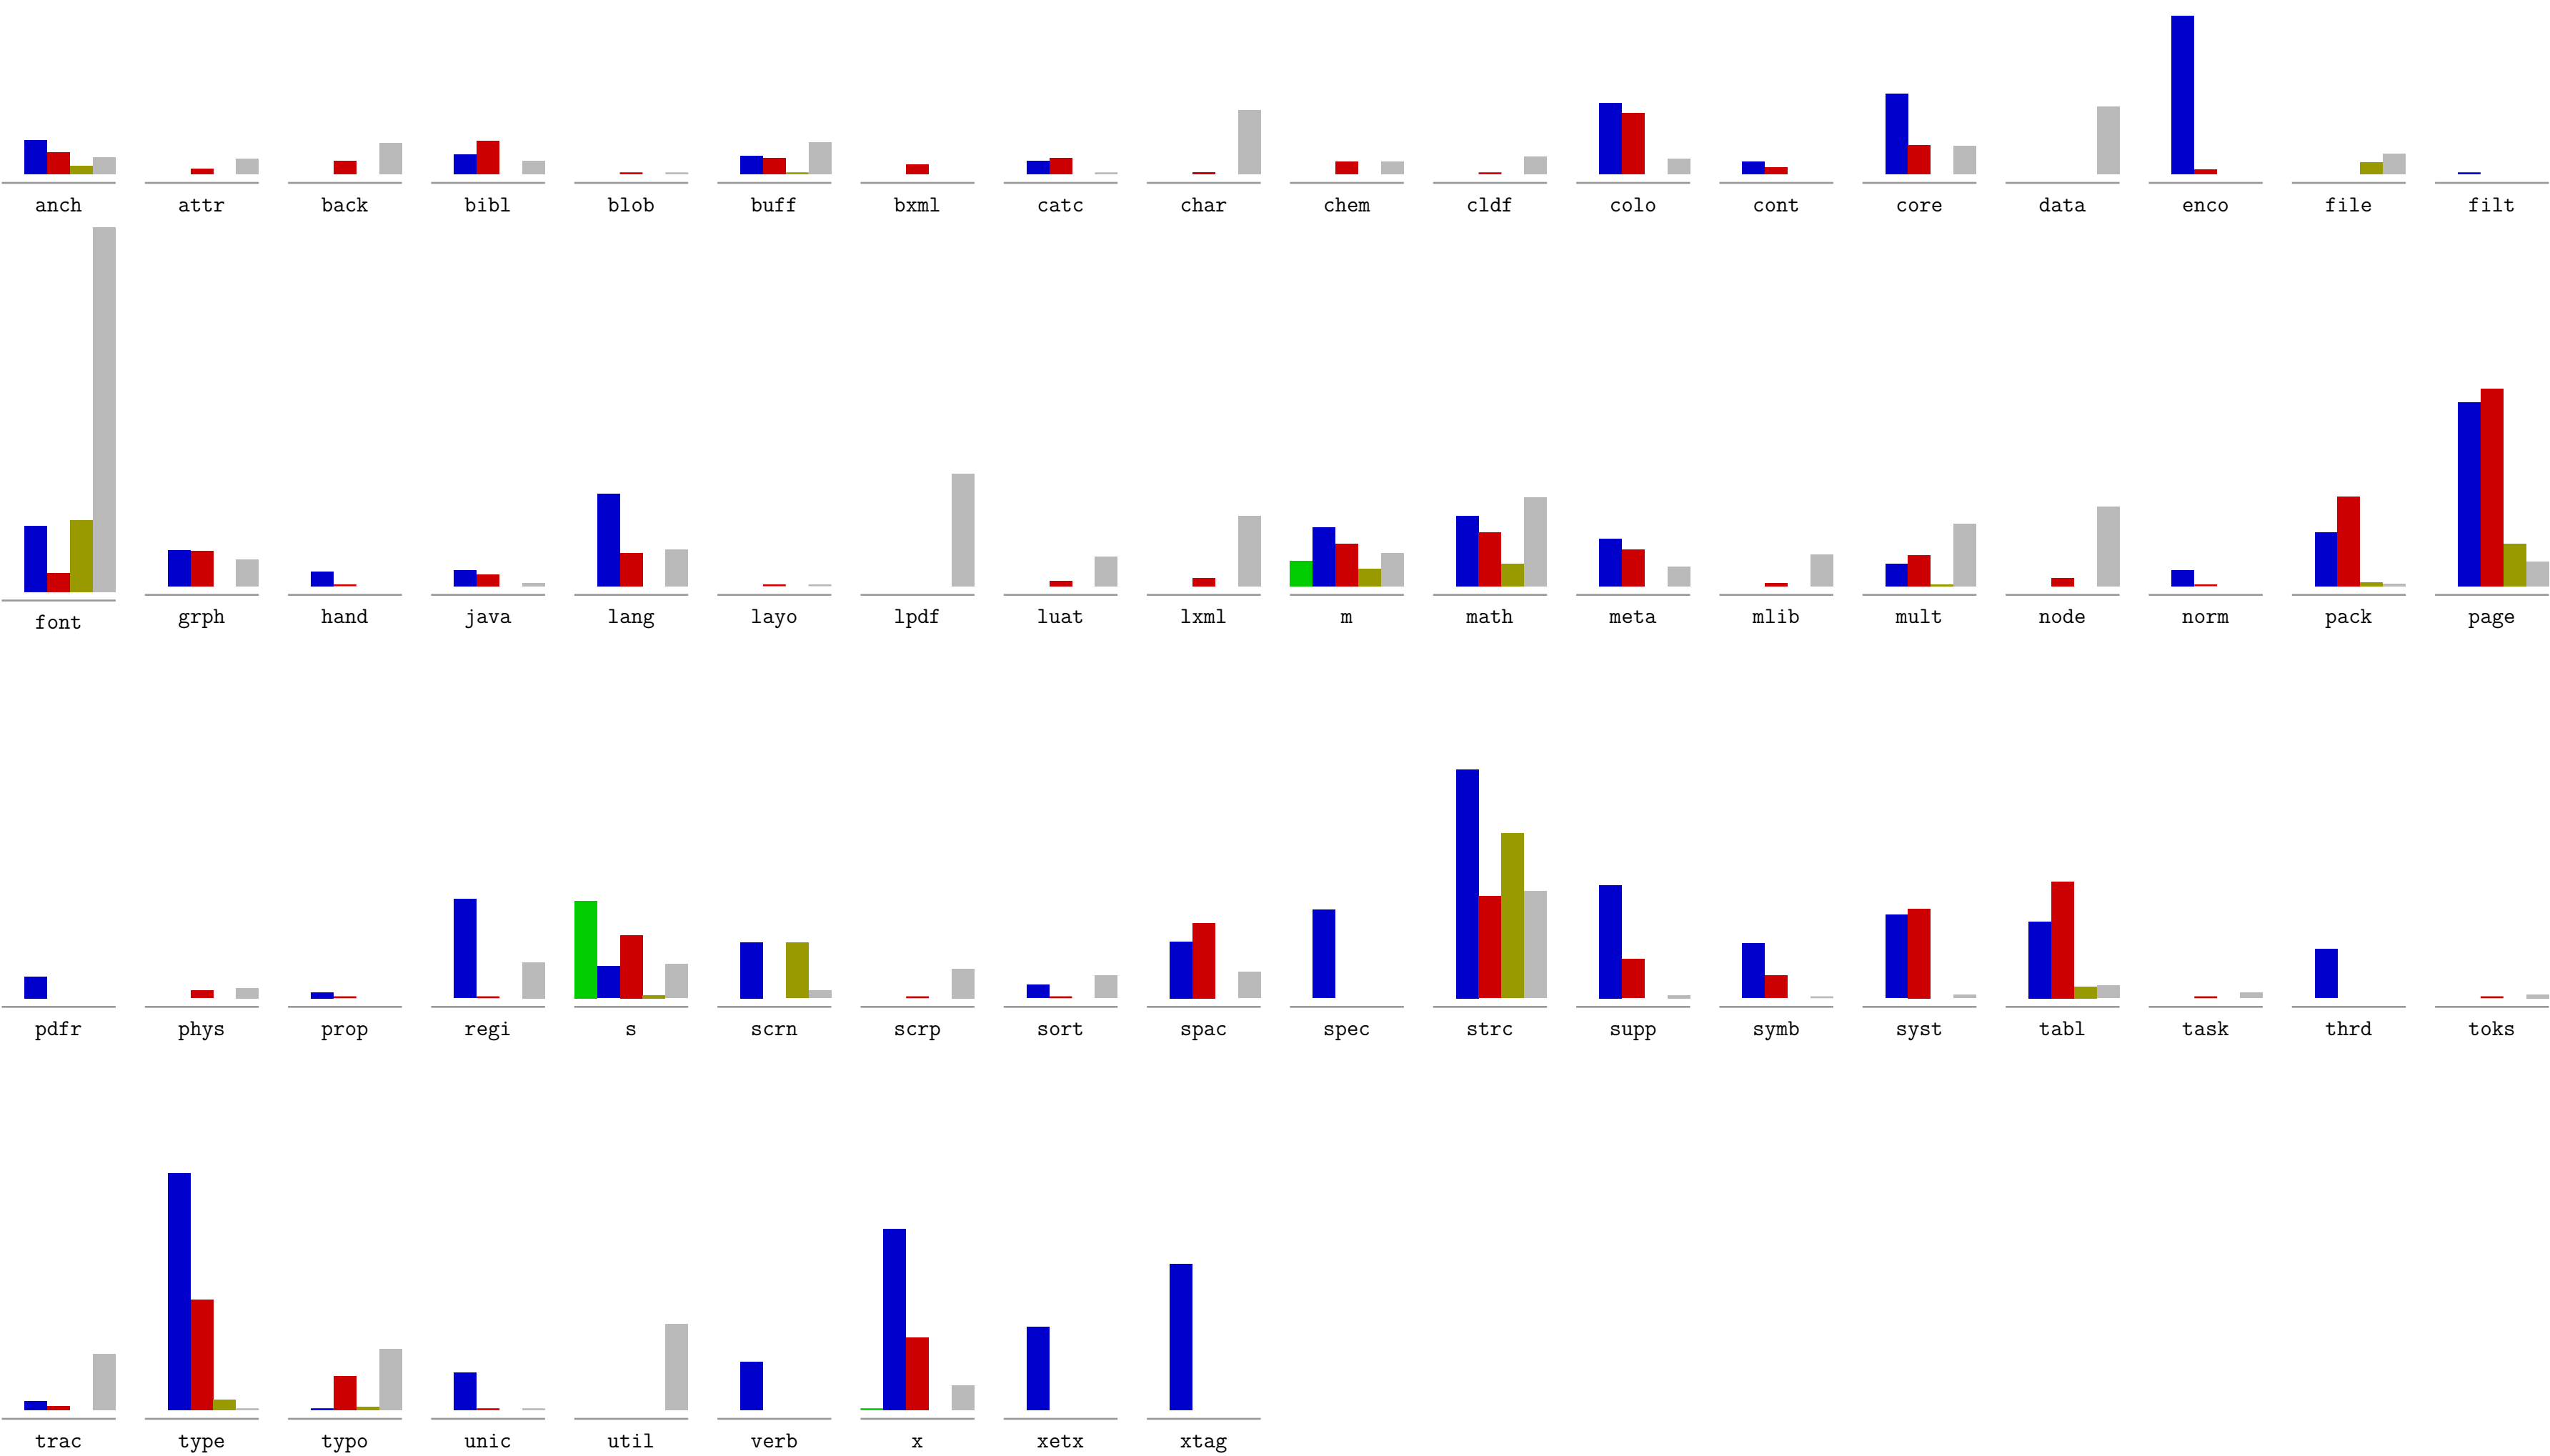 anch attr back bibl blob buff bxml catc char chem cldf colo cont core data enco file filt
font grph hand java lang layo lpdf luat lxml m math meta mlib mult node norm pack page
pdfr phys prop regi s scrn scrp sort spac spec strc supp symb syst tabl task thrd toks
trac type typo unic util verb x xetx xtag